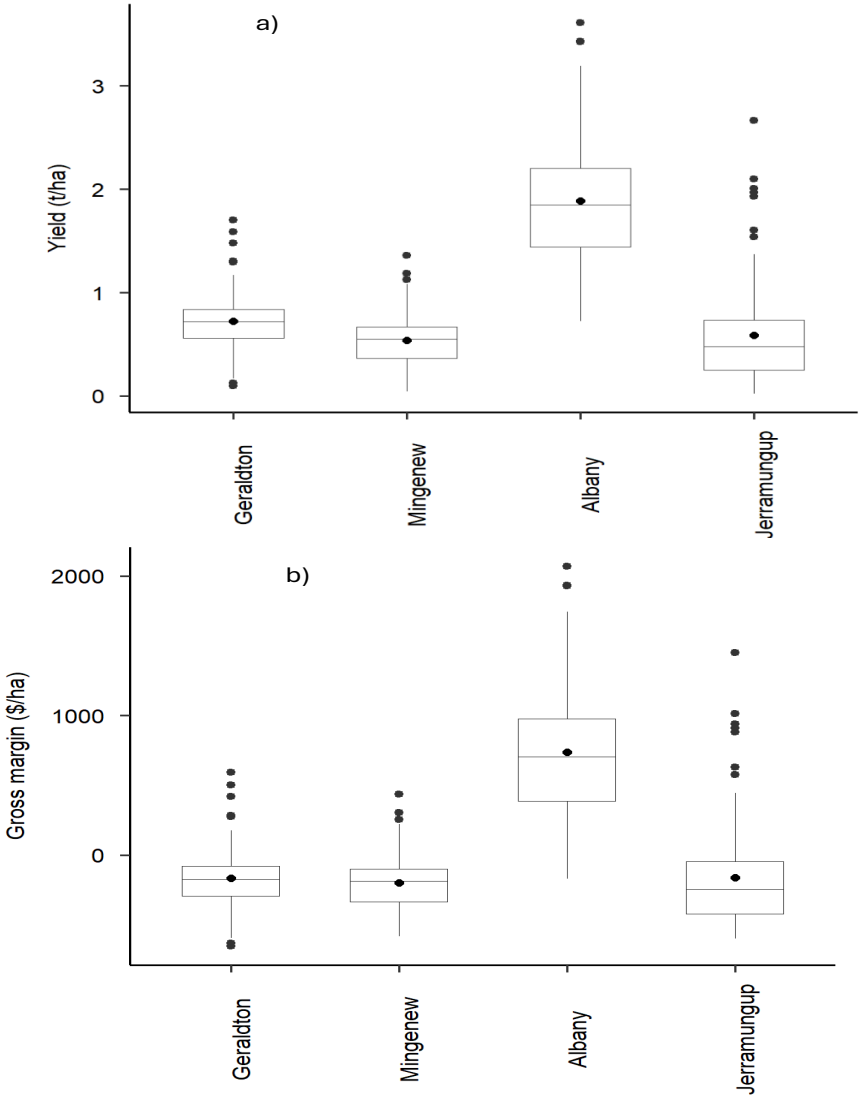 a)
Yield (t/ha)
3
2
1
0
Geraldton
Mingenew
Albany
Jerramungup
b)
Gross margin ($/ha)
2000
1000
0
Geraldton
Mingenew
Albany
Jerramungup